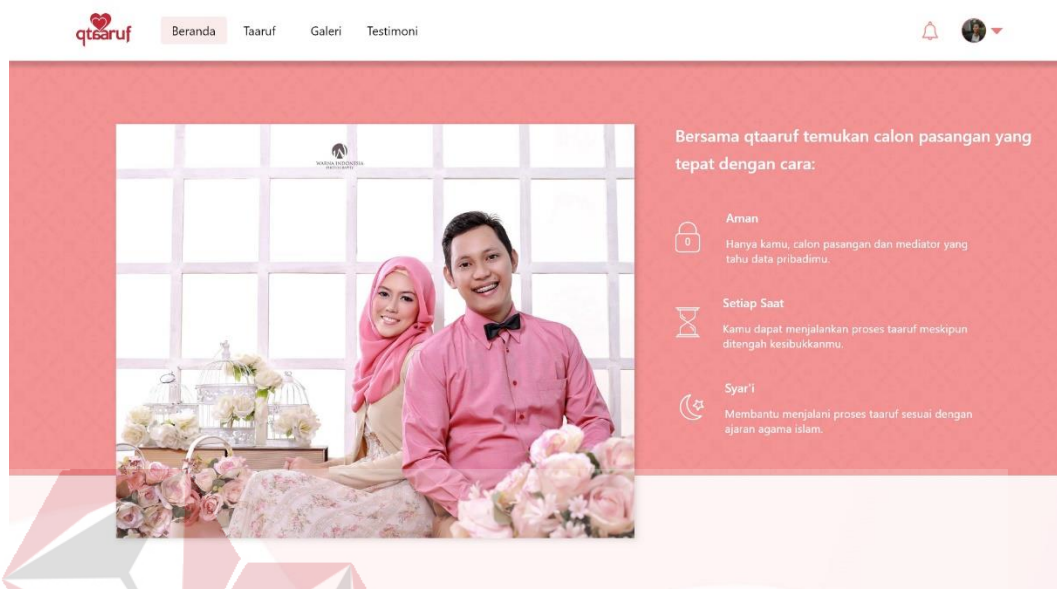 qtaaruf
Beranda Taaruf Galeri Testimoni
WARNA INDONESIA
Bersama qtaaruf temukan calon pasangan yang
tepat dengan cara:
Aman
Hanya kamu, calon pasangan dan mediator yang
tahu data pribadimu.
Setiap Saat
Kamu dapat menjalankan proses taaruf meskipun
ditengah kesibukkanmu.
Syar'i
Membantu menjalani proses taaruf sesuai dengan
ajaran agama islam.